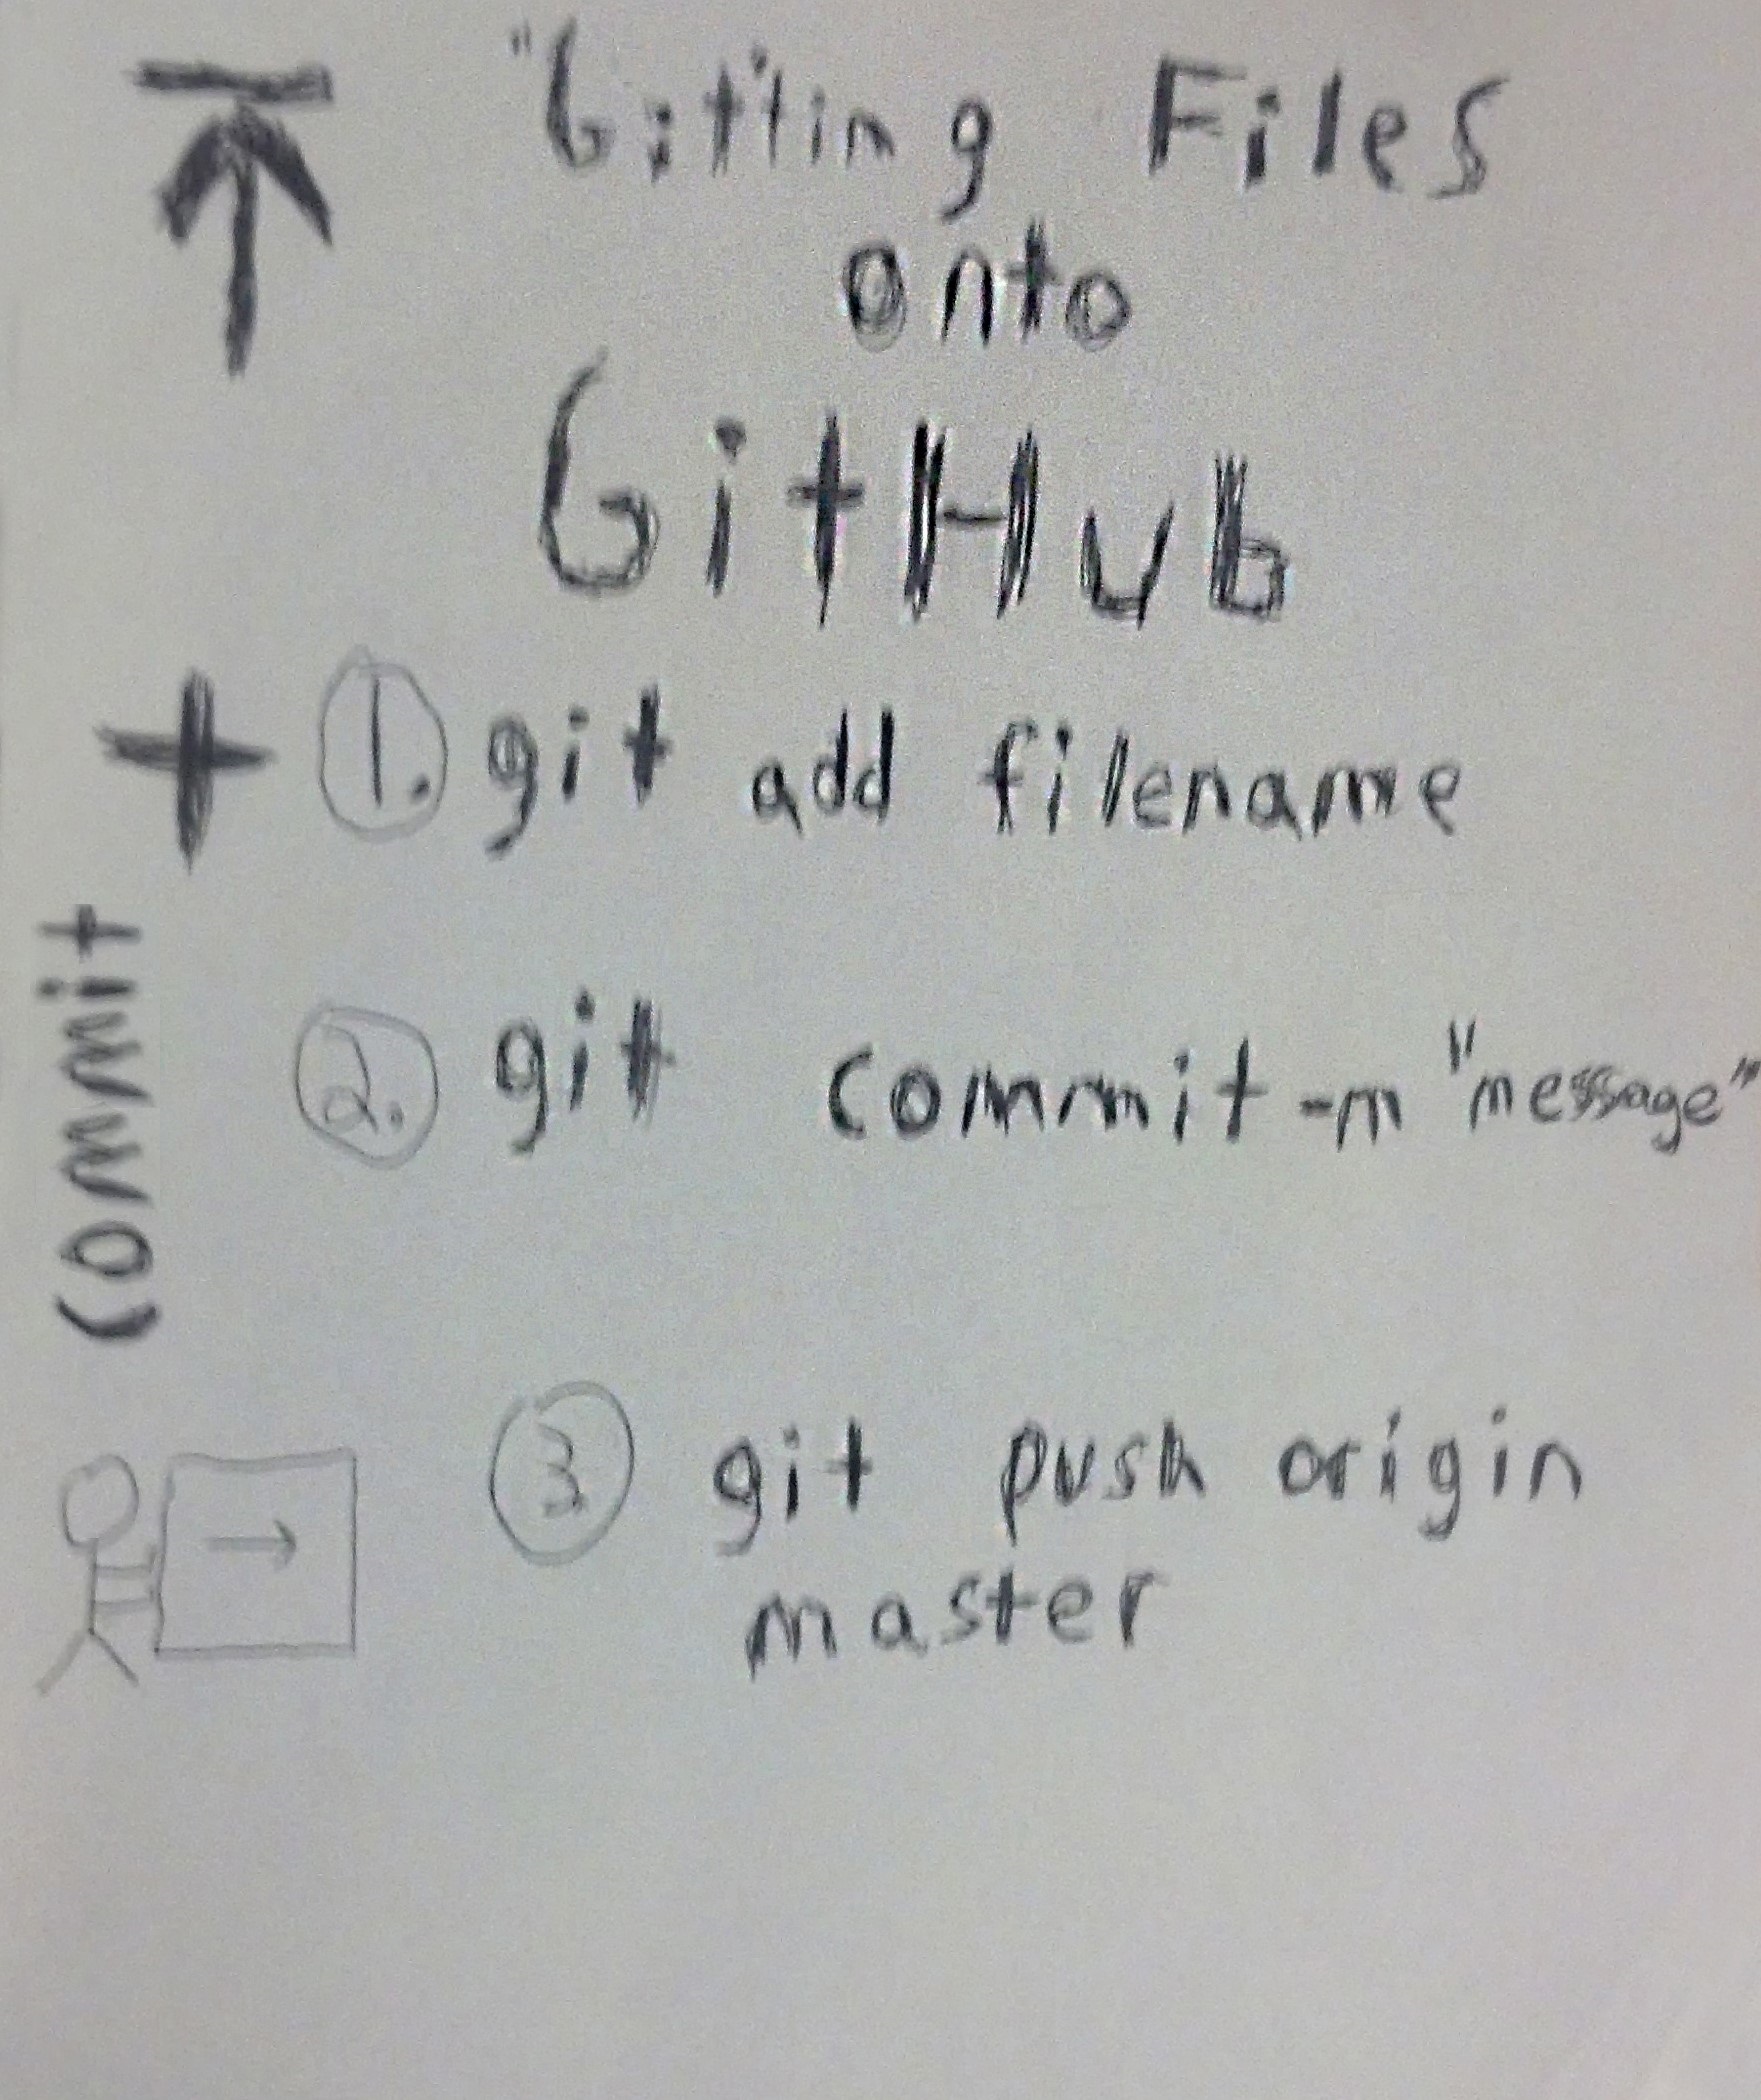 "Gitting Files
onto
GitHub
+ 1. git add filename
commit
2. git commit -m "message"
3. git push origin
master